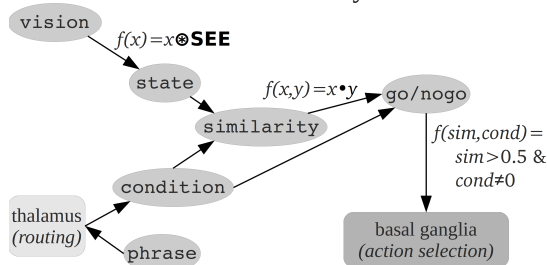 vision
f(x)=x⊛SEE
state
f(x,y)=x•y
go/nogo
similarity
f(sim,cond)=
sim>0.5 &
cond≠0
condition
thalamus
(routing)
phrase
basal ganglia
(action selection)